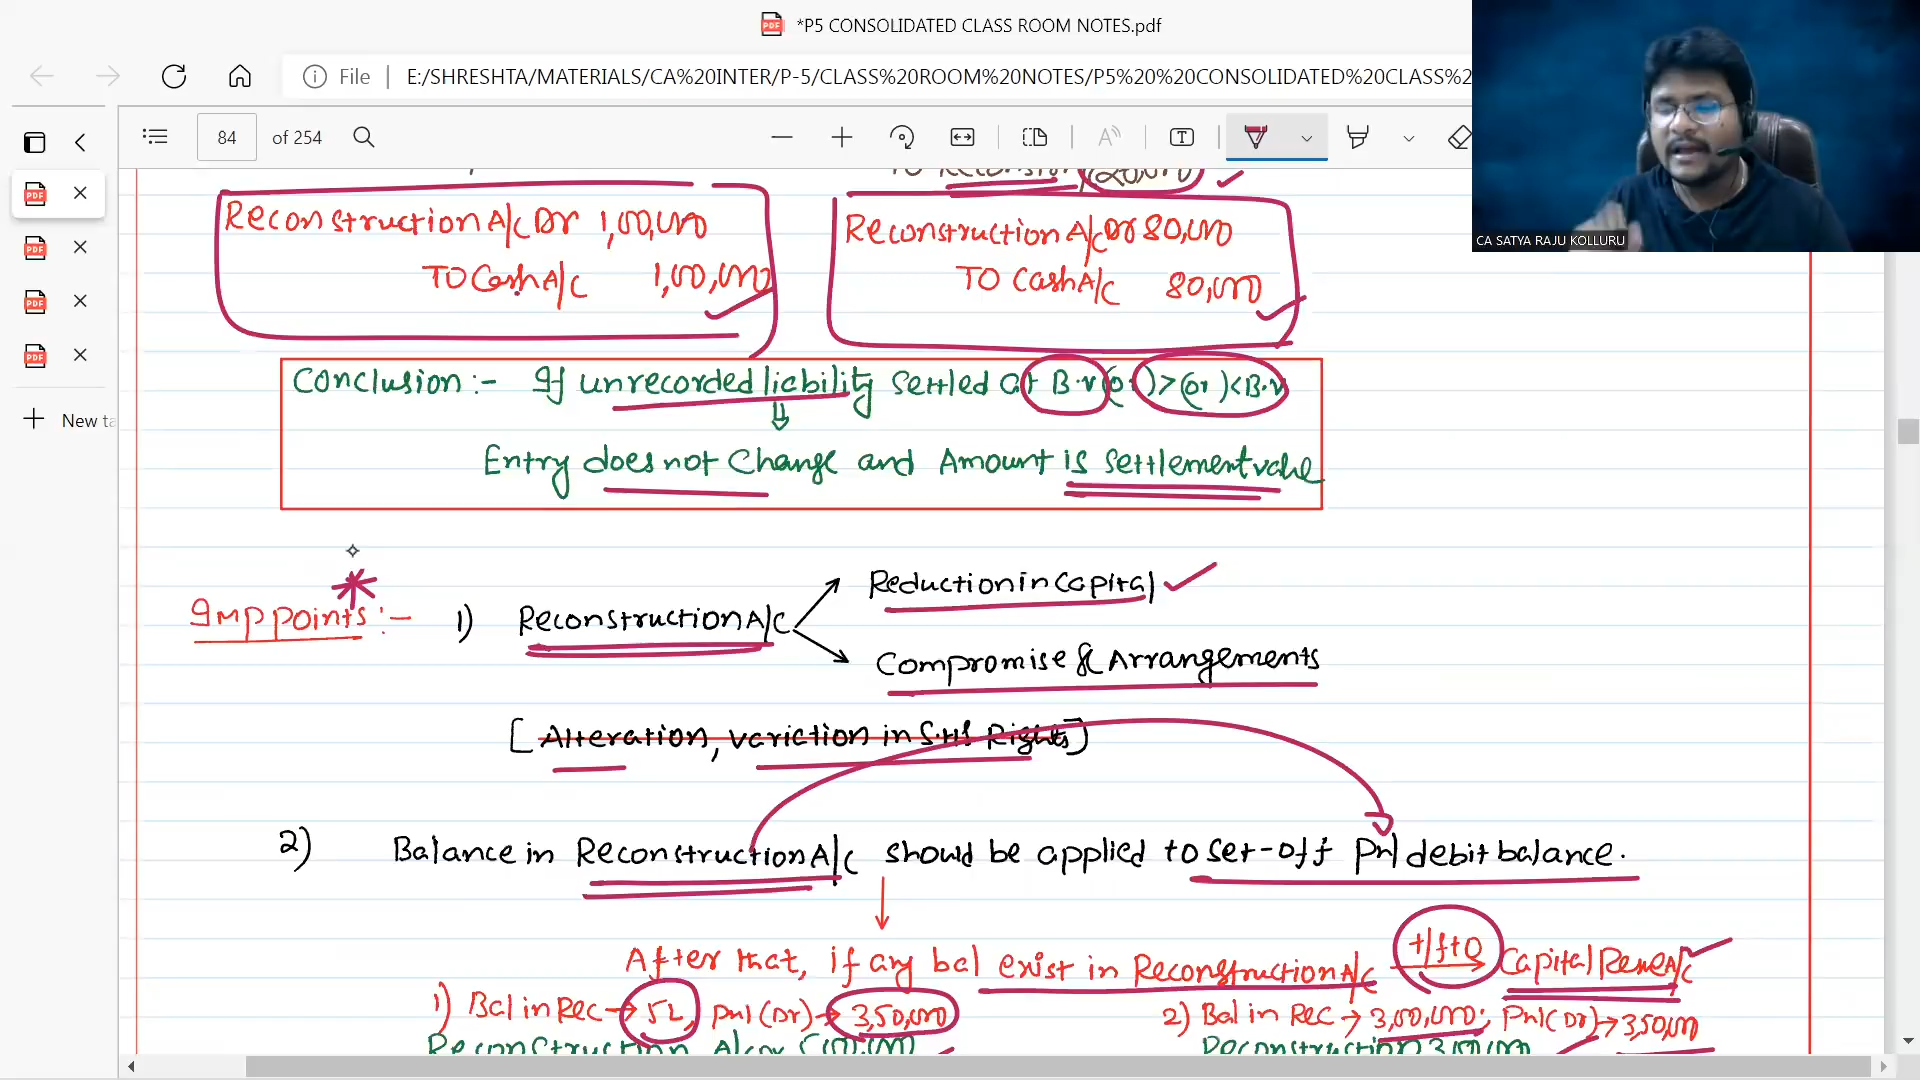 *P5 CONSOLIDATED CLASS ROOM NOTES.pdf
File E:/SHRESHTA/MATERIALS/CA%20INTER/P-5/CLASS%20ROOM%20NOTES/P5%20%20CONSOLIDATED%20CLASS%2
84 of 254
New ta
CA SATYA RAJU KOLLURU
Reconstruction A/c Dr 1,00,000
To Cash A/c 1,00,000
Reconstruction A/c Dr 80,000
To Cash A/c 80,000
Conclusion :- If unrecorded liability Settled at B.v (or) > (or) < B.v
Entry does not Change and Amount is settlement value
Imp points :- 1) Reconstruction A/c
Reduction in Capital
Compromise & Arrangements
[Alteration, variation in S.H's Rights]
2) Balance in Reconstruction A/c should be applied to set-off Pnl debit balance.
After that, if any bal exist in Reconstruction A/c t/f to Capital Reserve A/c
1) Bal in Rec → 5L, Pnl (Dr) → 3,50,000
2) Bal in Rec → 3,00,000; Pnl (Dr) → 3,50,000